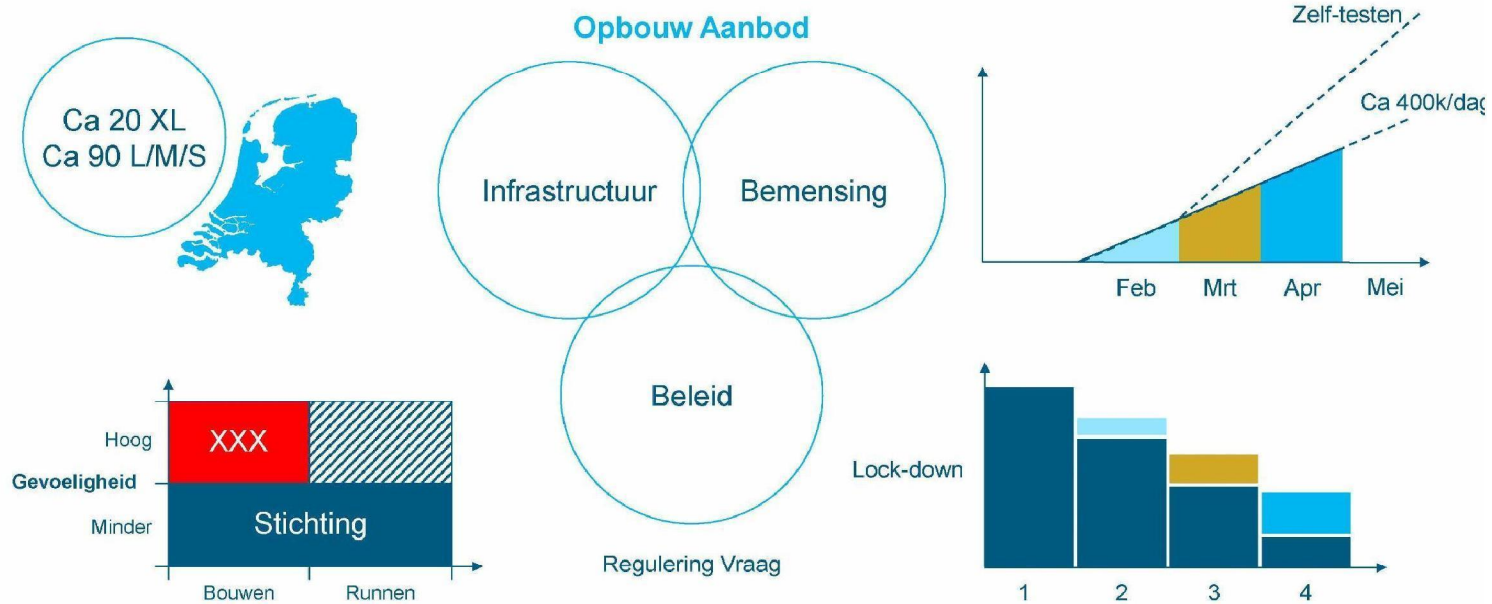 Opbouw Aanbod
Ca 20 XL
Ca 90 L/M/S
Infrastructuur
Bemensing
Beleid
Regulering Vraag
Zelf-testen
Ca 400k/dag
Feb
Mrt
Apr
Mei
Hoog
XXX
Gevoeligheid
Minder
Stichting
Bouwen
Runnen
Lock-down
1
2
3
4